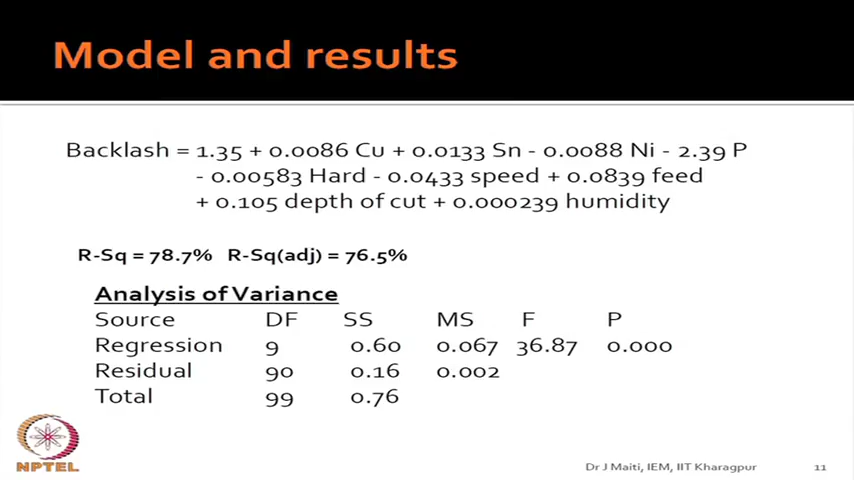 Model and results
Backlash = 1.35 + 0.0086 Cu + 0.0133 Sn - 0.0088 Ni - 2.39 P
- 0.00583 Hard - 0.0433 speed + 0.0839 feed
+ 0.105 depth of cut + 0.000239 humidity
R-Sq = 78.7% R-Sq(adj) = 76.5%
Analysis of Variance
Source DF SS MS F P
Regression 9 0.60 0.067 36.87 0.000
Residual 90 0.16 0.002
Total 99 0.76
NPTEL
Dr J Maiti, IEM, IIT Kharagpur 11